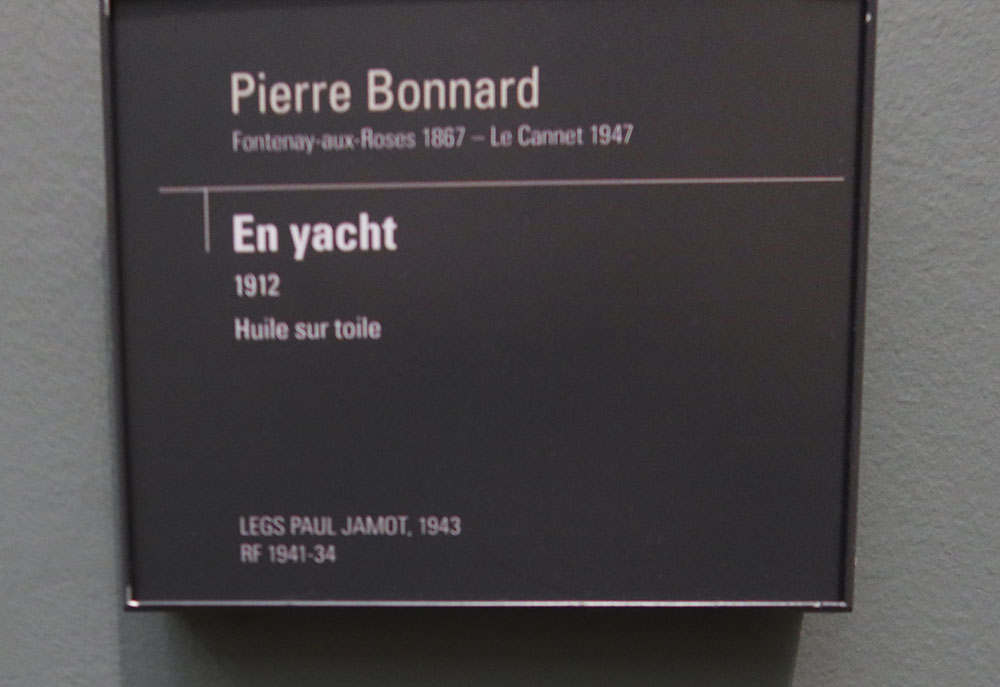 Pierre Bonnard
Fontenay-aux-Roses 1867 – Le Cannet 1947
En yacht
1912
Huile sur toile
LEGS PAUL JAMOT, 1943
RF 1941-34